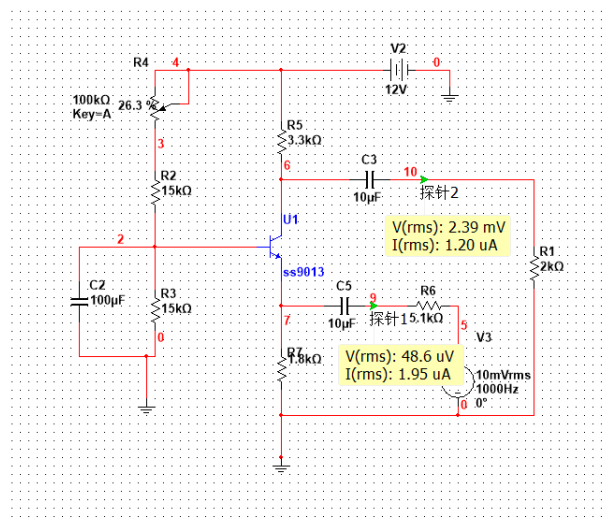 V2
R4
4
0
12V
100kΩ
26.3 %
Key=A
3
R5
3.3kΩ
6
C3
10
10µF
探针2
R2
15kΩ
U1
V(rms): 2.39 mV
I(rms): 1.20 uA
2
R1
2kΩ
ss9013
C2
100µF
R3
15kΩ
C5
9
R6
10µF
探针1
5.1kΩ
7
5
0
V3
R7
1.8kΩ
V(rms): 48.6 uV
I(rms): 1.95 uA
10mVrms
1000Hz
0°
0